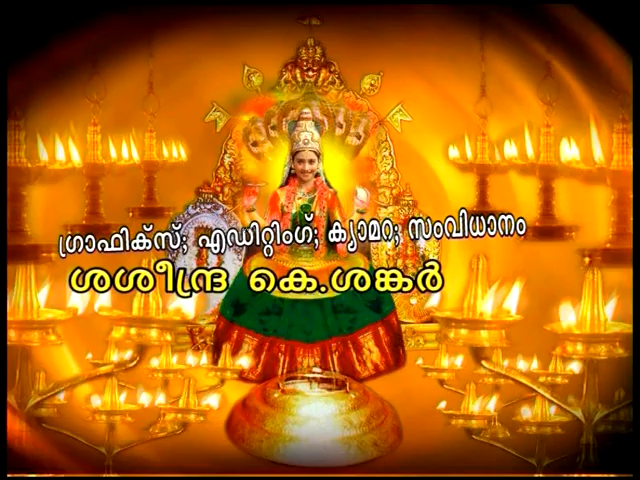 ഗ്രാഫിക്സ്; എഡിറ്റിംഗ്; ക്യാമറ; സംവിധാനം
ശശീന്ദ്ര കെ.ശങ്കർ